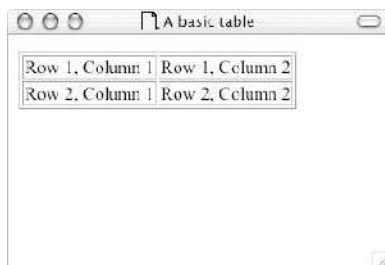 A basic table
Row 1, Column 1 Row 1, Column 2
Row 2, Column 1 Row 2, Column 2